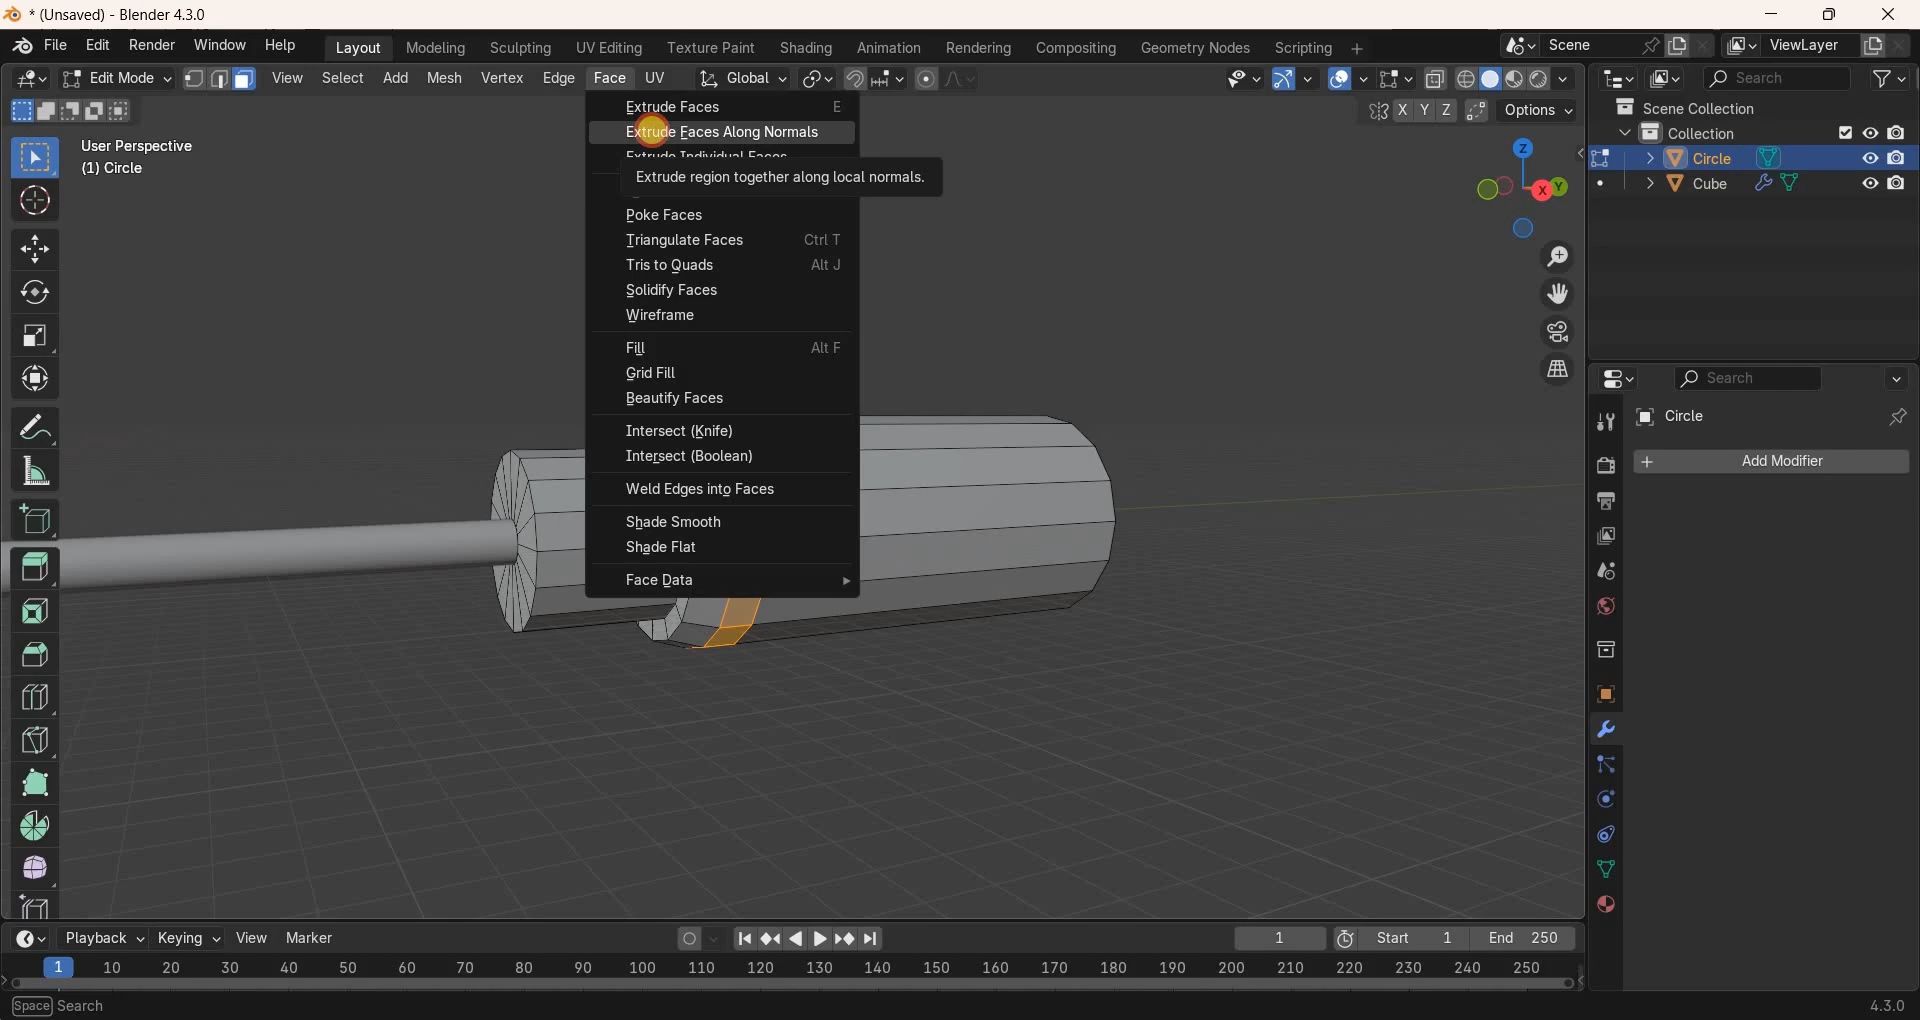 * (Unsaved) - Blender 4.3.0
File Edit Render Window Help
Layout Modeling Sculpting UV Editing Texture Paint Shading Animation Rendering Compositing Geometry Nodes Scripting +
Scene
ViewLayer
Edit Mode
View Select Add Mesh Vertex Edge Face UV
Global
Search
X Y Z
Options
User Perspective
(1) Circle
Extrude Faces E
Extrude Faces Along Normals
Extrude Individual Faces
Extrude region together along local normals.
Poke Faces
Triangulate Faces Ctrl T
Tris to Quads Alt J
Solidify Faces
Wireframe
Fill Alt F
Grid Fill
Beautify Faces
Intersect (Knife)
Intersect (Boolean)
Weld Edges into Faces
Shade Smooth
Shade Flat
Face Data
Z
X
Y
Scene Collection
Collection
Circle
Cube
Search
Circle
+ Add Modifier
Playback Keying View Marker
1
Start 1
End 250
1 10 20 30 40 50 60 70 80 90 100 110 120 130 140 150 160 170 180 190 200 210 220 230 240 250
Space Search
4.3.0